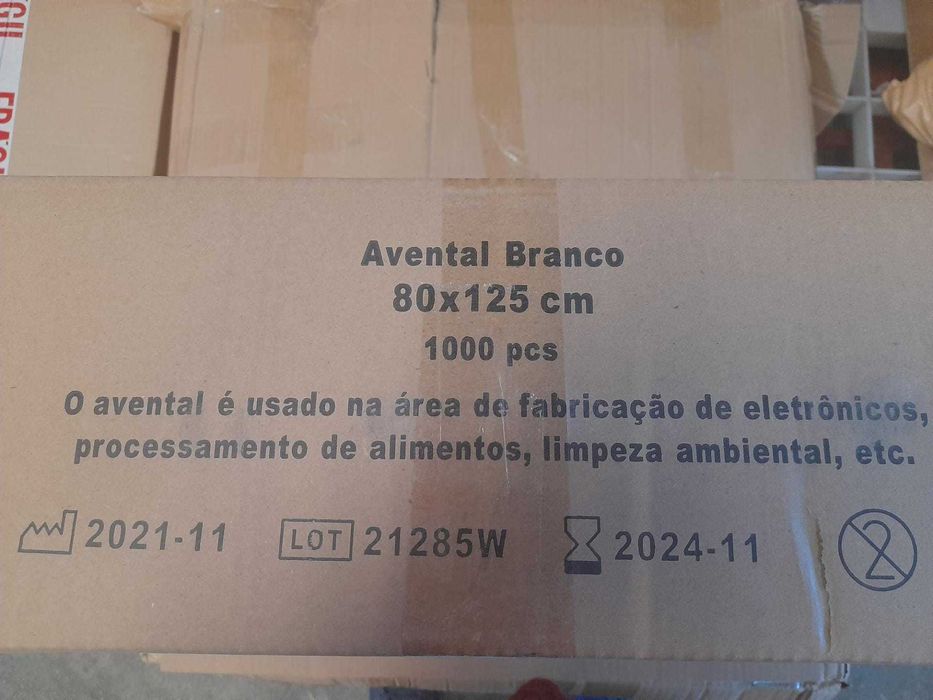 Avental Branco
80x125 cm
1000 pcs
O avental é usado na área de fabricação de eletrônicos,
processamento de alimentos, limpeza ambiental, etc.
2021-11 LOT 21285W 2024-11 2